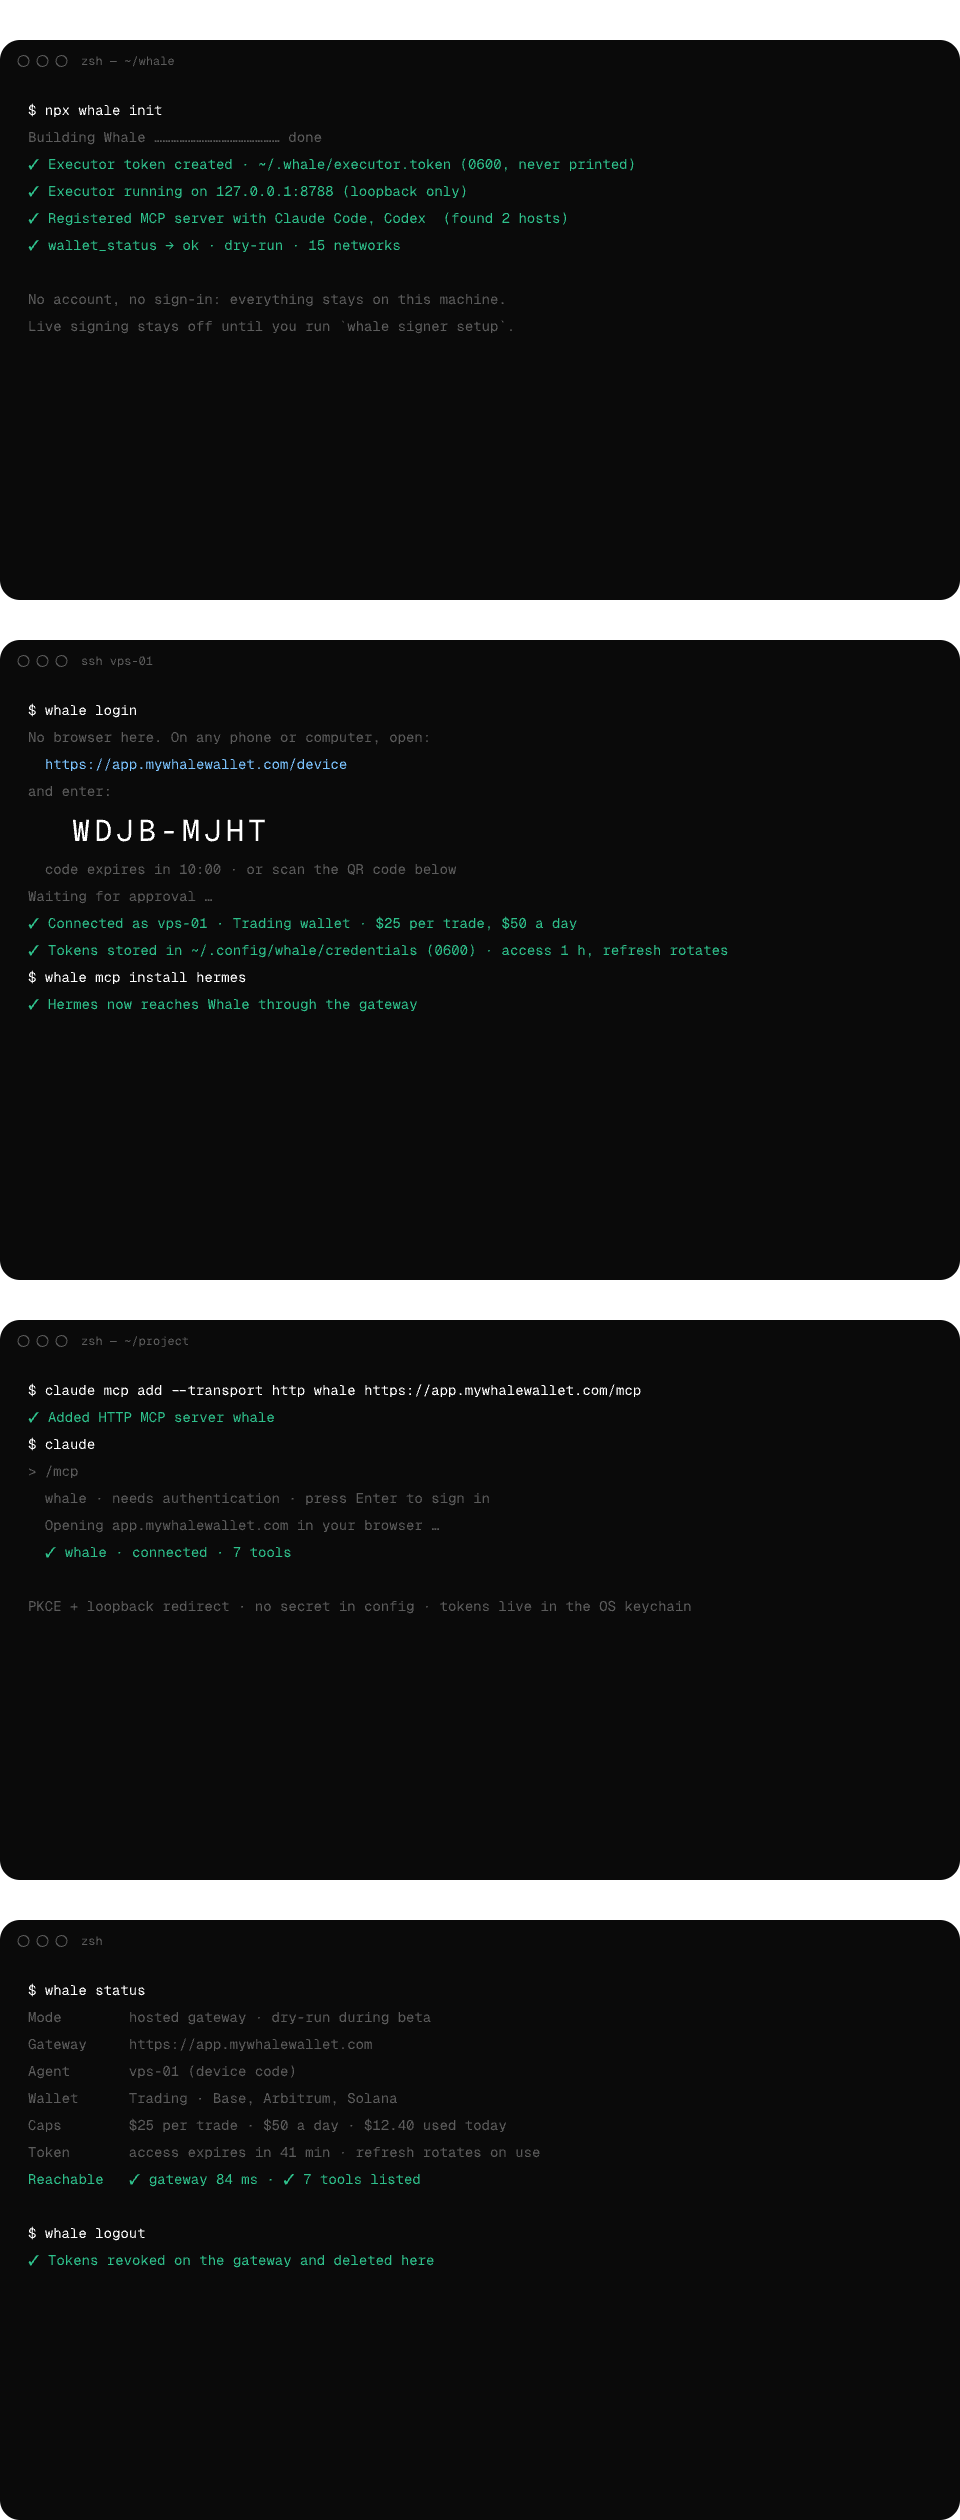 zsh — ~/whale
$ npx whale init
Building Whale …………………………………… done
✓ Executor token created · ~/.whale/executor.token (0600, never printed)
✓ Executor running on 127.0.0.1:8788 (loopback only)
✓ Registered MCP server with Claude Code, Codex  (found 2 hosts)
✓ wallet_status → ok · dry-run · 15 networks
No account, no sign-in: everything stays on this machine.
Live signing stays off until you run `whale signer setup`.
ssh vps-01
$ whale login
No browser here. On any phone or computer, open:
https://app.mywhalewallet.com/device
and enter:
WDJB-MJHT
code expires in 10:00 · or scan the QR code below
Waiting for approval …
✓ Connected as vps-01 · Trading wallet · $25 per trade, $50 a day
✓ Tokens stored in ~/.config/whale/credentials (0600) · access 1 h, refresh rotates
$ whale mcp install hermes
✓ Hermes now reaches Whale through the gateway
zsh — ~/project
$ claude mcp add --transport http whale https://app.mywhalewallet.com/mcp
✓ Added HTTP MCP server whale
$ claude
> /mcp
whale · needs authentication · press Enter to sign in
Opening app.mywhalewallet.com in your browser …
✓ whale · connected · 7 tools
PKCE + loopback redirect · no secret in config · tokens live in the OS keychain
zsh
$ whale status
Mode hosted gateway · dry-run during beta
Gateway https://app.mywhalewallet.com
Agent vps-01 (device code)
Wallet Trading · Base, Arbitrum, Solana
Caps $25 per trade · $50 a day · $12.40 used today
Token access expires in 41 min · refresh rotates on use
Reachable ✓ gateway 84 ms · ✓ 7 tools listed
$ whale logout
✓ Tokens revoked on the gateway and deleted here